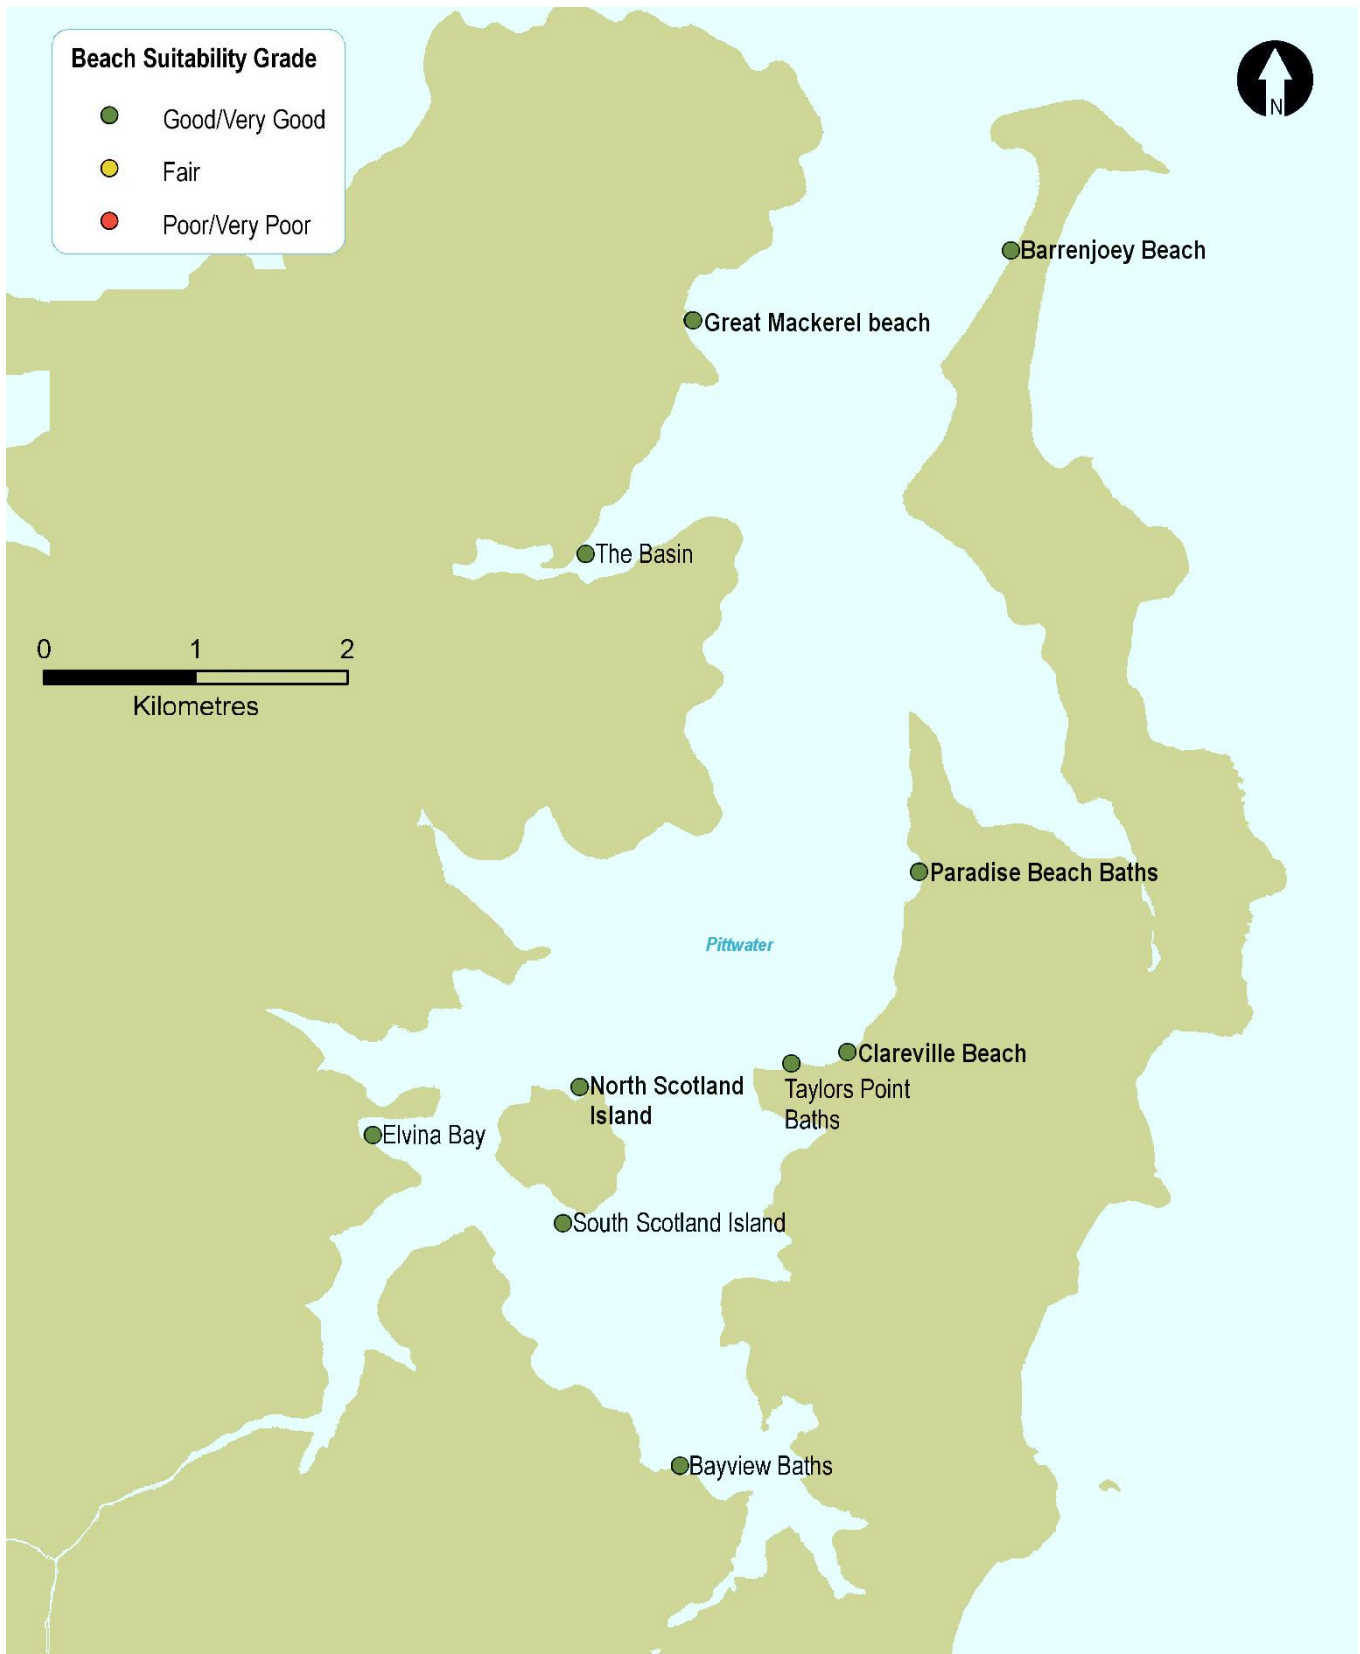 Beach Suitability Grade
Good/Very Good
Fair
Poor/Very Poor
N
Barrenjoey Beach
Great Mackerel beach
The Basin
0 1 2
Kilometres
Paradise Beach Baths
Pittwater
Clareville Beach
Taylors Point
Baths
North Scotland
Island
Elvina Bay
South Scotland Island
Bayview Baths